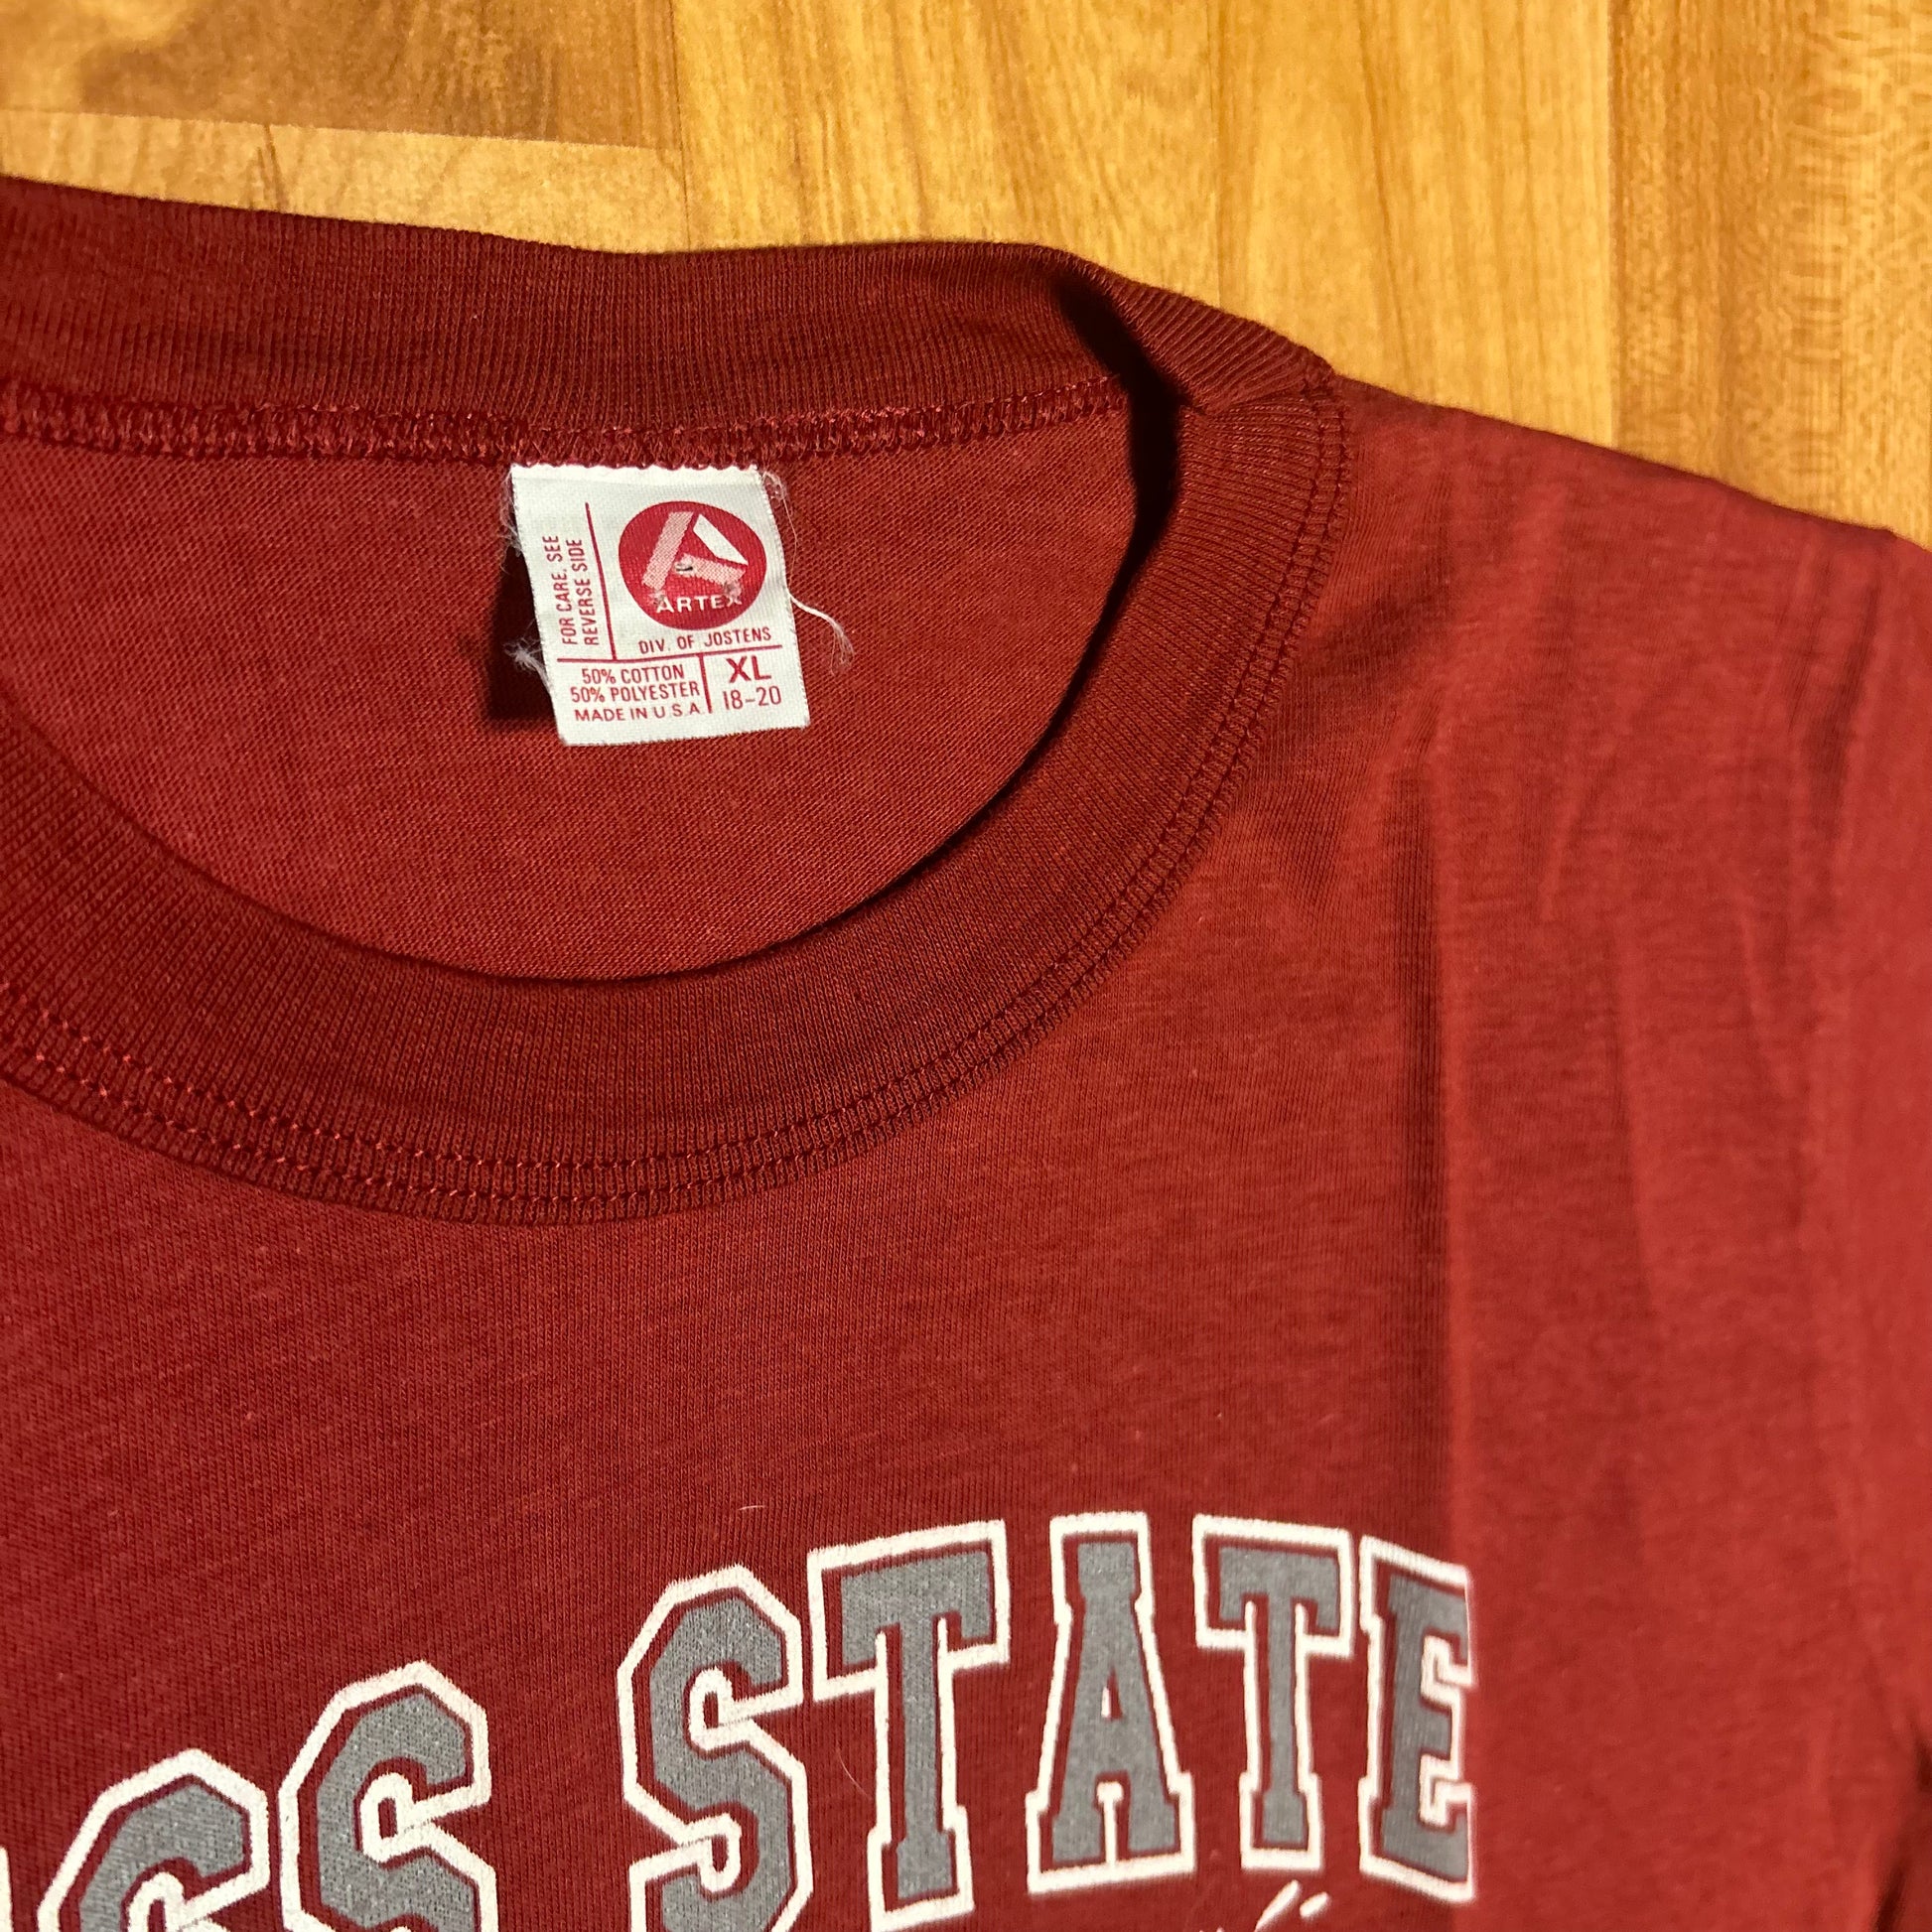 FOR CARE, SEE
REVERSE SIDE
ARTEX
DIV. OF JOSTENS
50% COTTON
50% POLYESTER
MADE IN U.S.A.
XL
18-20
STATE